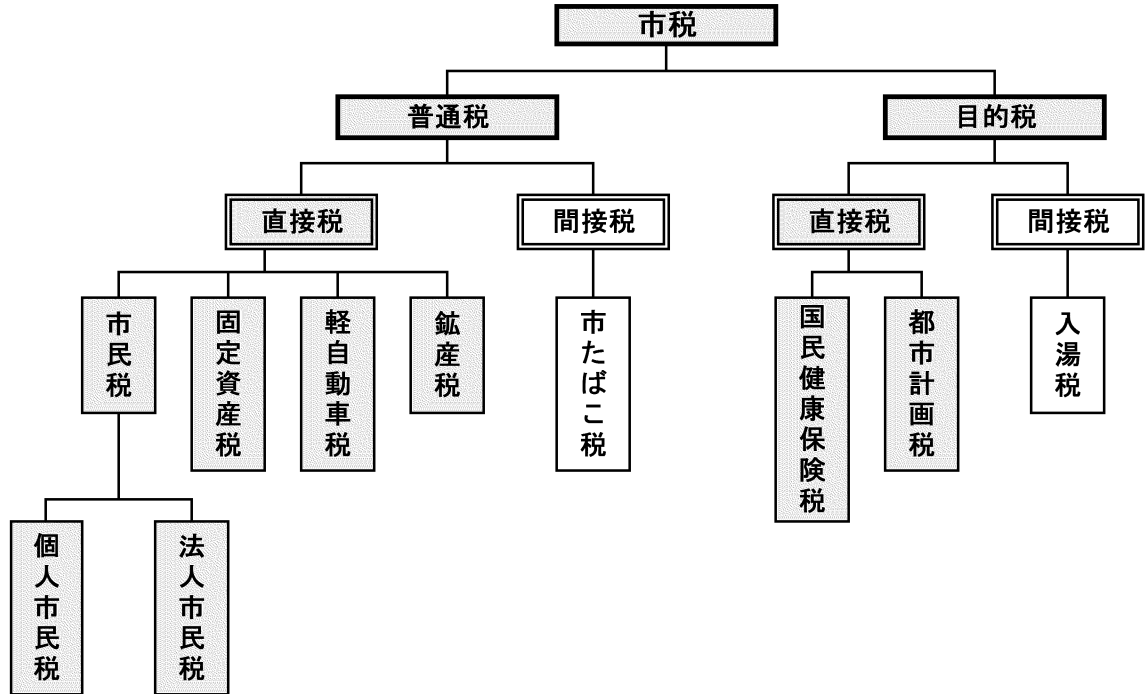 市税
普通税
目的税
直接税
間接税
直接税
間接税
市民税
固定資産税
軽自動車税
鉱産税
市たばこ税
国民健康保険税
都市計画税
入湯税
個人市民税
法人市民税